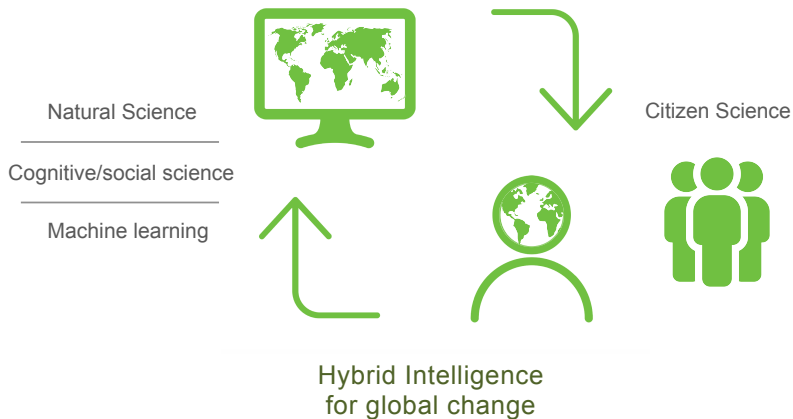 Natural Science
Cognitive/social science
Machine learning
Citizen Science
Hybrid Intelligence
for global change